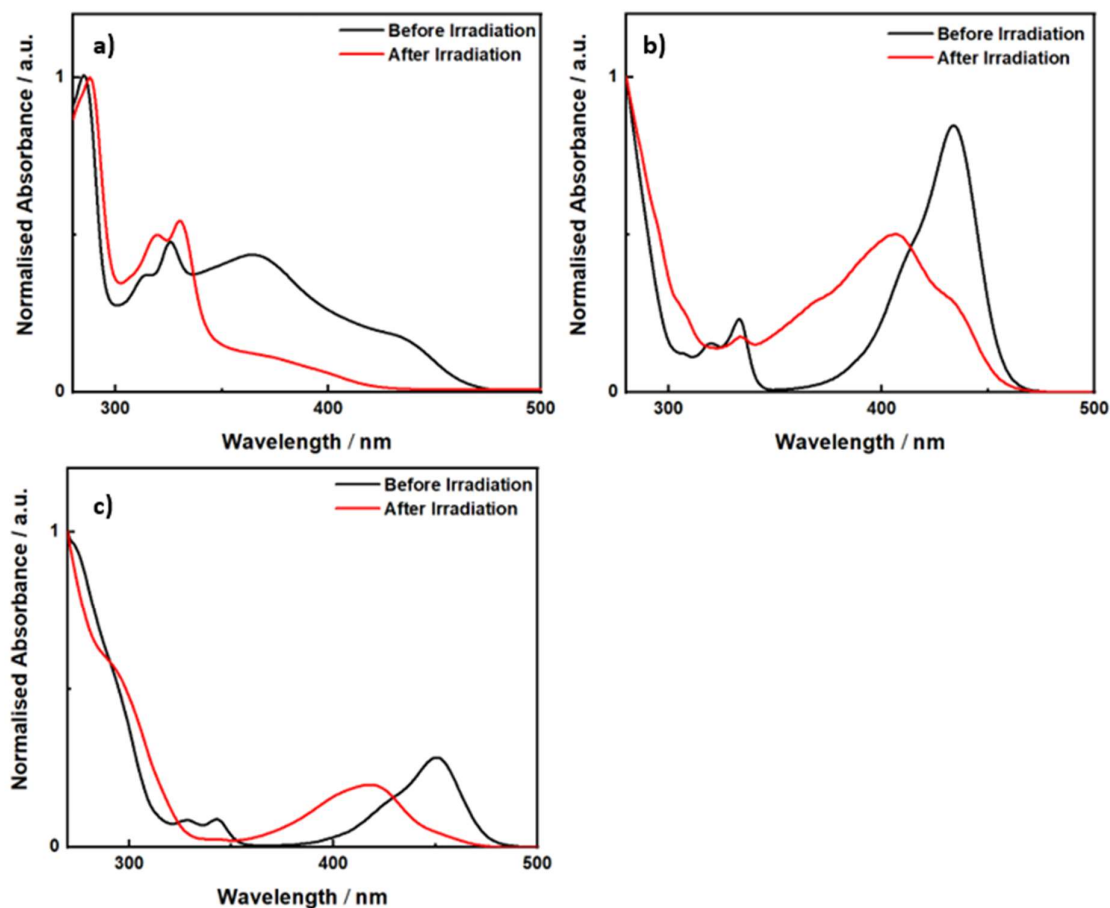 a)
Before Irradiation
After Irradiation
Normalised Absorbance / a.u.
1
0
300
400
500
Wavelength / nm
b)
Before Irradiation
After Irradiation
Normalised Absorbance / a.u.
1
0
300
400
500
Wavelength / nm
c)
Before Irradiation
After Irradiation
Normalised Absorbance / a.u.
1
0
300
400
500
Wavelength / nm